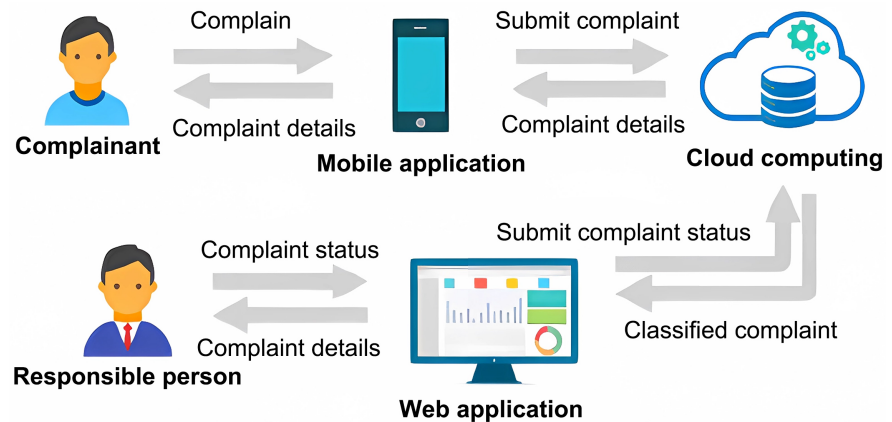 Complain
Submit complaint
Complaint details
Complaint details
Complainant
Mobile application
Cloud computing
Complaint status
Submit complaint status
Complaint details
Classified complaint
Responsible person
Web application